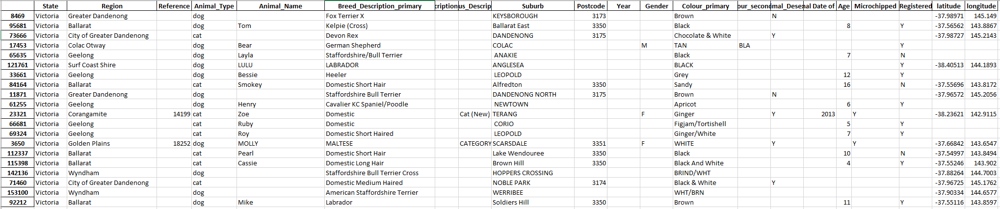 State Region Reference Animal_Type Animal_Name Breed_Description_primary cription us_Descrip Suburb Postcode Year Gender Colour_primary our_second mal_Desex al Date of Age Microchipped Registered latitude longitude
8469 Victoria Greater Dandenong dog Fox Terrier X KEYSBOROUGH 3173 Brown N -37.98971 145.149
95681 Victoria Ballarat dog Tom Kelpie (Cross) Ballarat East 3350 Black 8 Y -37.56562 143.8867
73666 Victoria City of Greater Dandenong cat Devon Rex DANDENONG 3175 Chocolate & White Y -37.98727 145.2143
17453 Victoria Colac Otway dog Bear German Shepherd COLAC M TAN BLA Y
65635 Victoria Geelong dog Layla Staffordshire/Bull Terrier ANAKIE Black 7 N
121761 Victoria Surf Coast Shire dog LULU LABRADOR ANGLESEA BLACK Y -38.40513 144.1893
33661 Victoria Geelong dog Bessie Heeler LEOPOLD Grey 12 Y
84164 Victoria Ballarat cat Smokey Domestic Short Hair Alfredton 3350 Sandy 16 N -37.55696 143.8172
11871 Victoria Greater Dandenong dog Staffordshire Bull Terrier DANDENONG NORTH 3175 Brown N -37.96572 145.2056
61255 Victoria Geelong dog Henry Cavalier KC Spaniel/Poodle NEWTOWN Apricot 6 Y
23321 Victoria Corangamite 14199 cat Zoe Domestic Cat (New) TERANG F Ginger Y 2013 Y -38.23621 142.9115
66681 Victoria Geelong cat Ruby Domestic CORIO Figjam/Tortishell 5 Y
69324 Victoria Geelong cat Roy Domestic Short Haired LEOPOLD Ginger/White 7 Y
3650 Victoria Golden Plains 18252 dog MOLLY MALTESE CATEGORY SCARSDALE 3351 F WHITE Y Y -37.66842 143.6547
112337 Victoria Ballarat cat Pearl Domestic Short Hair Lake Wendouree 3350 Black 10 N -37.54997 143.8494
115398 Victoria Ballarat cat Cassie Domestic Long Hair Brown Hill 3350 Black And White 4 Y -37.55246 143.902
142136 Victoria Wyndham dog Staffordshire Bull Terrier Cross HOPPERS CROSSING BRIND/WHT -37.88264 144.7003
71460 Victoria City of Greater Dandenong cat Domestic Medium Haired NOBLE PARK 3174 Black & White Y -37.96725 145.1762
153100 Victoria Wyndham dog American Staffordshire Terrier WERRIBEE WHT/BRN -37.90334 144.6577
92212 Victoria Ballarat dog Mike Labrador Soldiers Hill 3350 Brown 11 Y -37.55116 143.8597